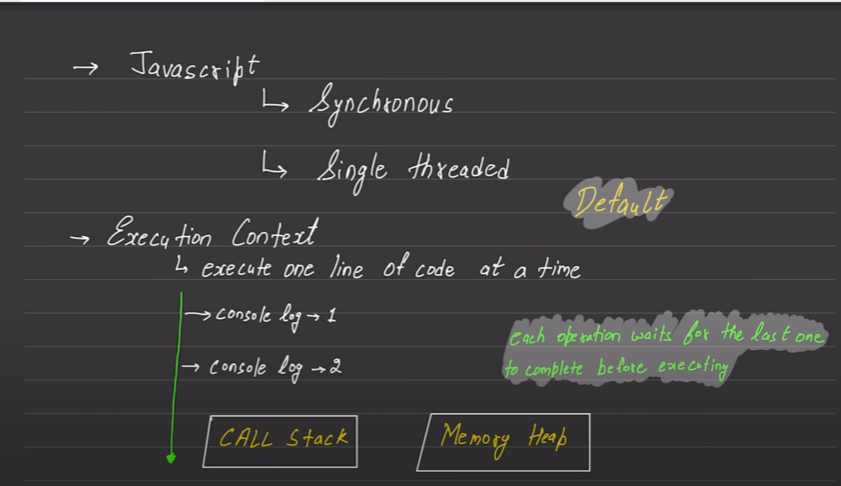 → Javascript
↳ Synchronous
↳ Single threaded
Default
→ Execution Context
↳ execute one line of code at a time
→ console log → 1
each operation waits for the last one
to complete before executing
→ console log → 2
CALL Stack
Memory Heap